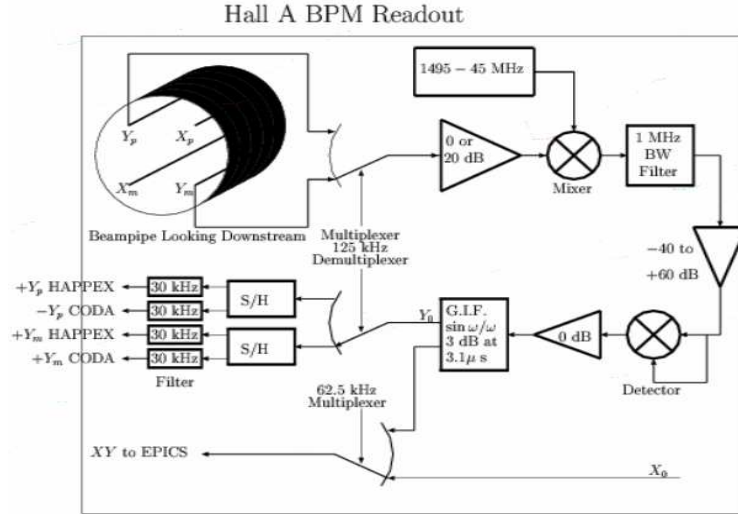 Hall A BPM Readout
1495 − 45 MHz
Y_p
X_p
X_m
Y_m
Beampipe Looking Downstream
0 or
20 dB
Mixer
1 MHz
BW
Filter
Multiplexer
125 kHz
Demultiplexer
−40 to
+60 dB
+Y_p HAPPEX
30 kHz
S/H
−Y_p CODA
30 kHz
+Y_m HAPPEX
30 kHz
S/H
+Y_m CODA
30 kHz
Filter
Y_0
G.I.F.
sin ω/ω
3 dB at
3.1μ s
0 dB
Detector
62.5 kHz
Multiplexer
XY to EPICS
X_0